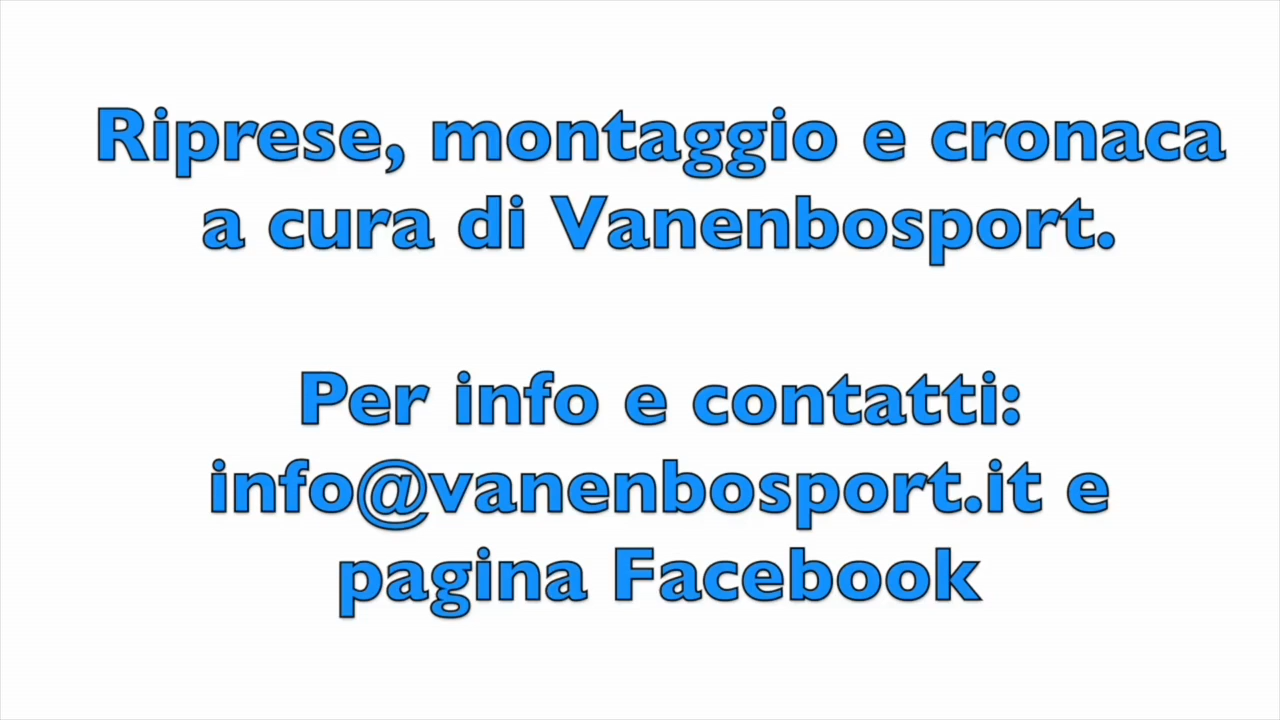 Riprese, montaggio e cronaca
a cura di Vanenbosport.
Per info e contatti:
info@vanenbosport.it e
pagina Facebook